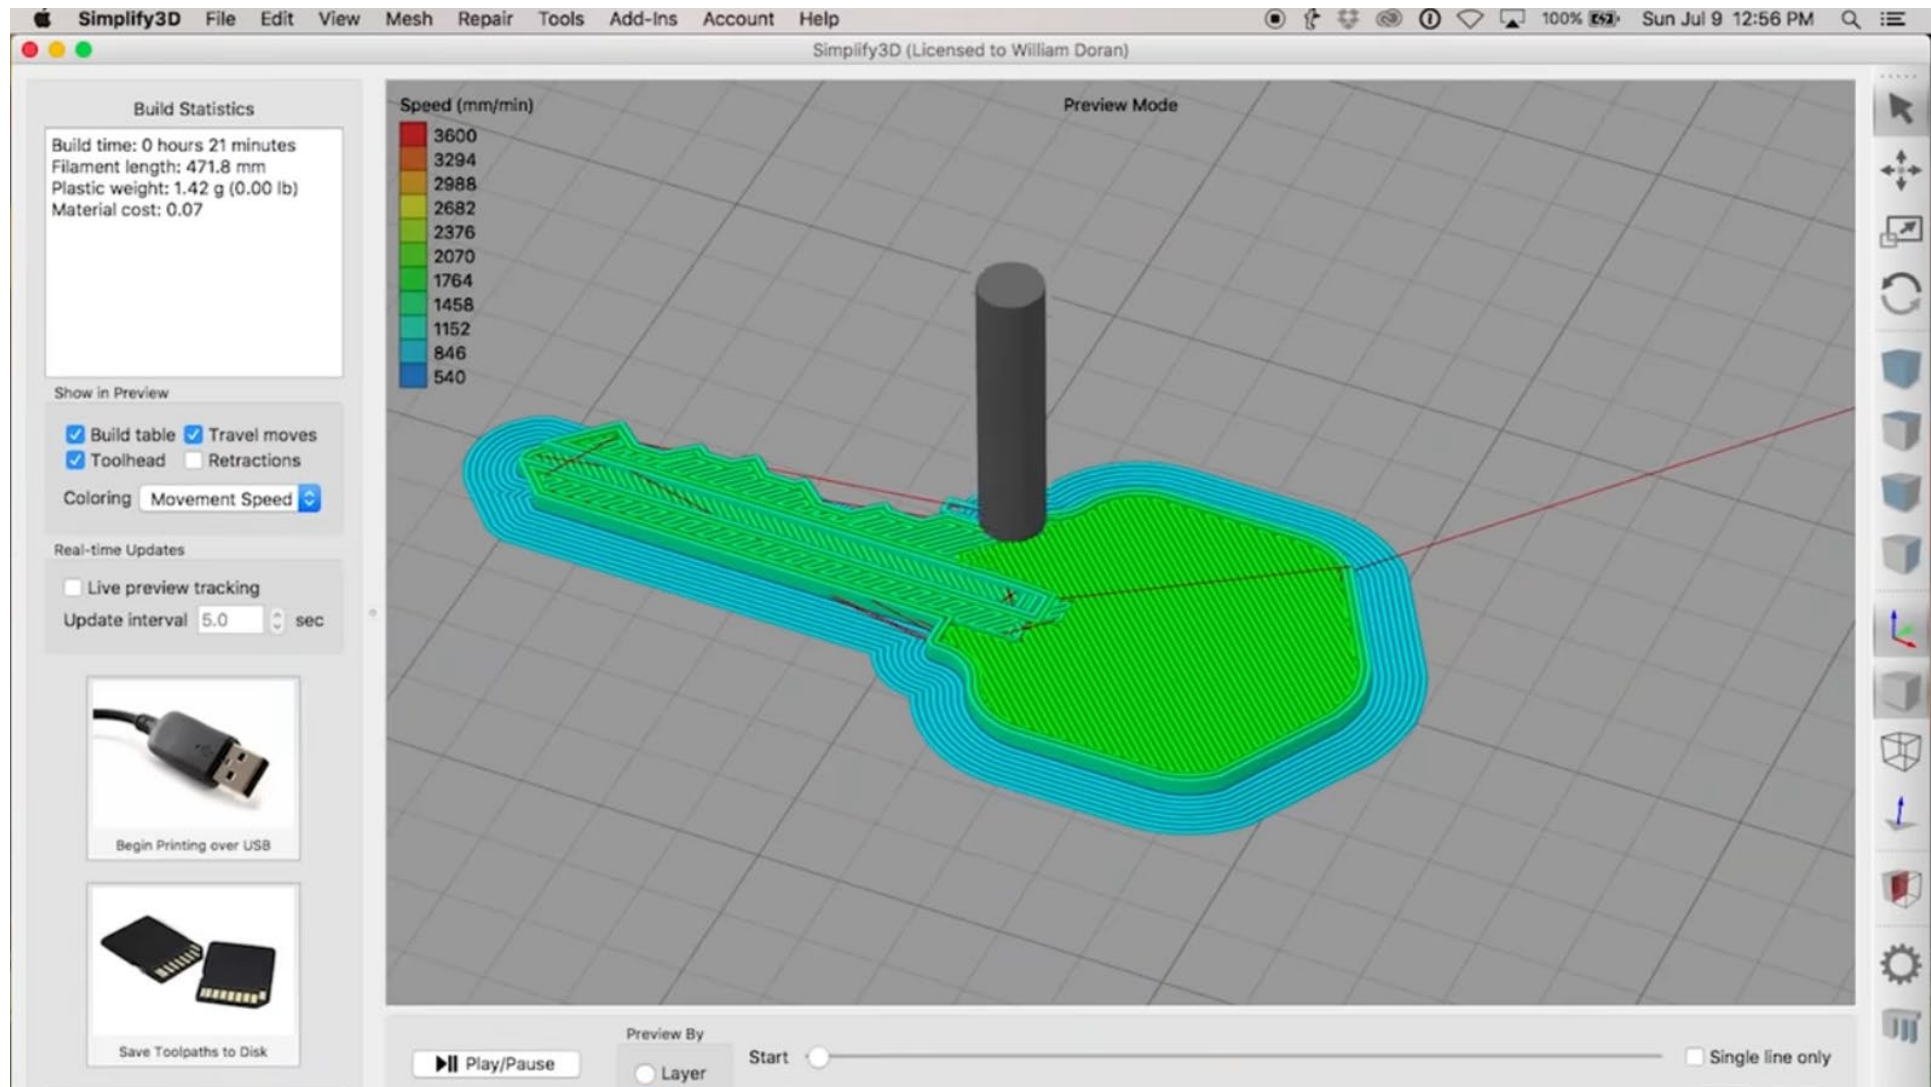 Simplify3D File Edit View Mesh Repair Tools Add-Ins Account Help 100% Sun Jul 9 12:56 PM
Simplify3D (Licensed to William Doran)
Build Statistics
Build time: 0 hours 21 minutes
Filament length: 471.8 mm
Plastic weight: 1.42 g (0.00 lb)
Material cost: 0.07
Show in Preview
Build table Travel moves
Toolhead Retractions
Coloring Movement Speed
Real-time Updates
Live preview tracking
Update interval 5.0 sec
Begin Printing over USB
Save Toolpaths to Disk
Speed (mm/min)
3600
3294
2988
2682
2376
2070
1764
1458
1152
846
540
Preview Mode
Play/Pause
Preview By
Layer
Start
Single line only